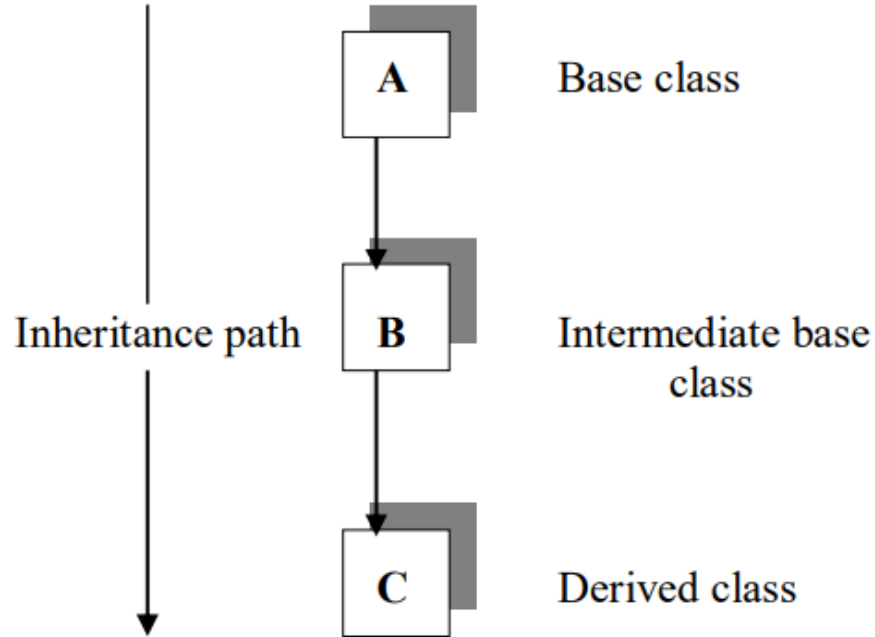 A
Base class
Inheritance path
B
Intermediate base
class
C
Derived class